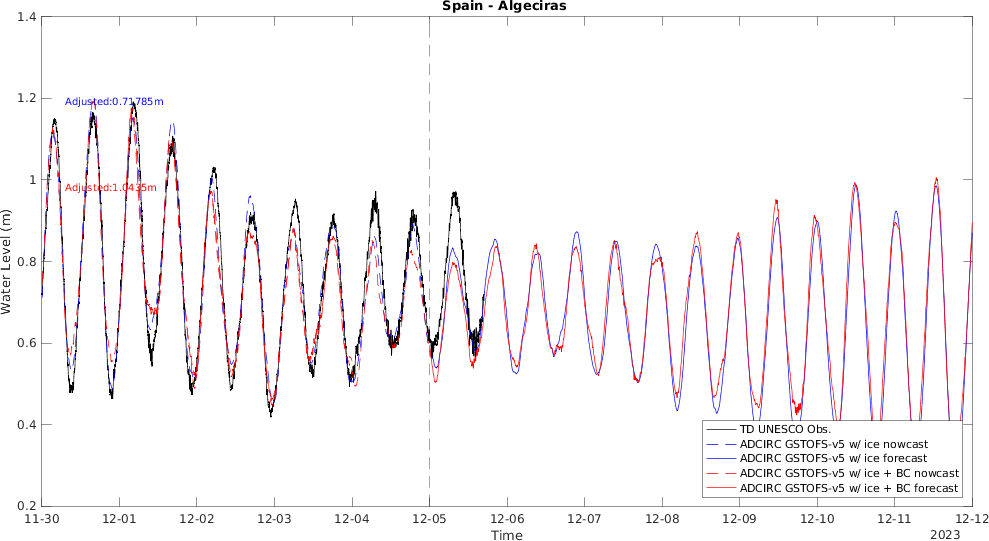 Spain - Algeciras
1.4
1.2
1
0.8
0.6
0.4
0.2
Water Level (m)
Adjusted:0.71785m
Adjusted:1.0435m
TD UNESCO Obs.
ADCIRC GSTOFS-v5 w/ ice nowcast
ADCIRC GSTOFS-v5 w/ ice forecast
ADCIRC GSTOFS-v5 w/ ice + BC nowcast
ADCIRC GSTOFS-v5 w/ ice + BC forecast
11-30 12-01 12-02 12-03 12-04 12-05 12-06 12-07 12-08 12-09 12-10 12-11 12-12
Time
2023